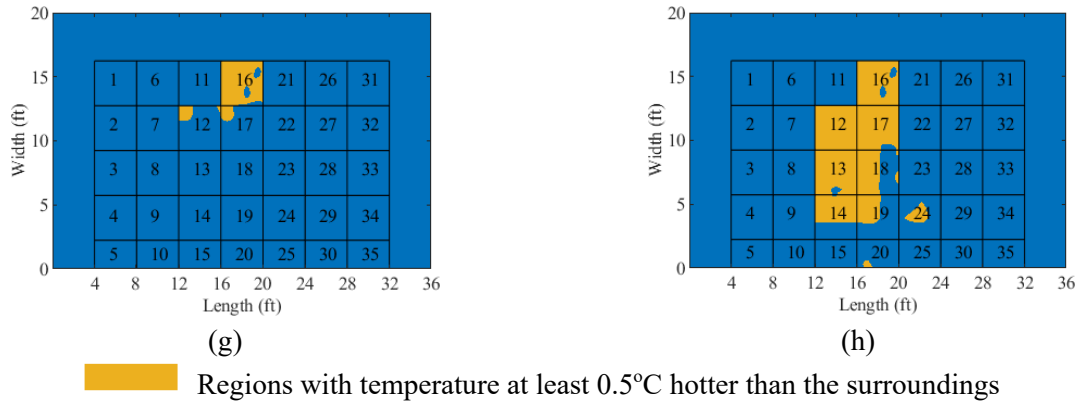 20
15
10
5
0
Width (ft)
1 6 11 16 21 26 31
2 7 12 17 22 27 32
3 8 13 18 23 28 33
4 9 14 19 24 29 34
5 10 15 20 25 30 35
4 8 12 16 20 24 28 32 36
Length (ft)
(g)
20
15
10
5
0
Width (ft)
1 6 11 16 21 26 31
2 7 12 17 22 27 32
3 8 13 18 23 28 33
4 9 14 19 24 29 34
5 10 15 20 25 30 35
4 8 12 16 20 24 28 32 36
Length (ft)
(h)
Regions with temperature at least 0.5°C hotter than the surroundings